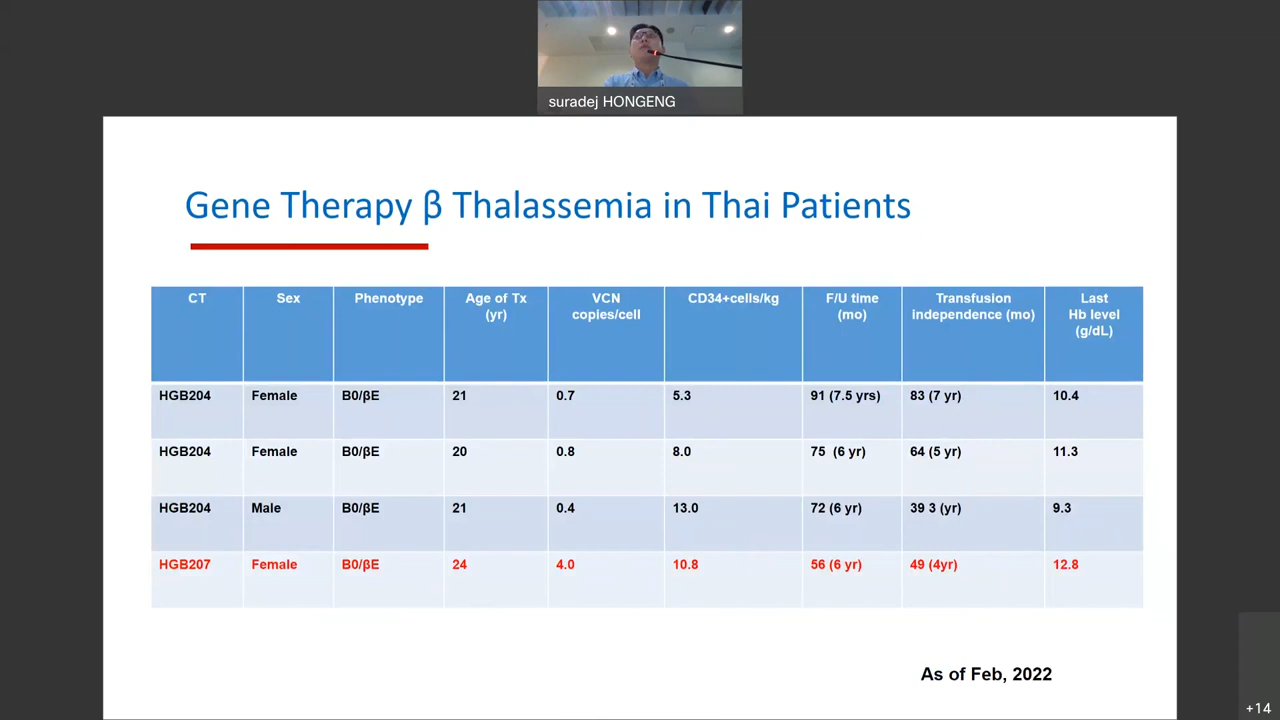 suradej HONGENG
Gene Therapy β Thalassemia in Thai Patients
CT Sex Phenotype Age of Tx (yr) VCN copies/cell CD34+cells/kg F/U time (mo) Transfusion independence (mo) Last Hb level (g/dL)
HGB204 Female B0/βE 21 0.7 5.3 91 (7.5 yrs) 83 (7 yr) 10.4
HGB204 Female B0/βE 20 0.8 8.0 75 (6 yr) 64 (5 yr) 11.3
HGB204 Male B0/βE 21 0.4 13.0 72 (6 yr) 39 3 (yr) 9.3
HGB207 Female B0/βE 24 4.0 10.8 56 (6 yr) 49 (4yr) 12.8
As of Feb, 2022
+14